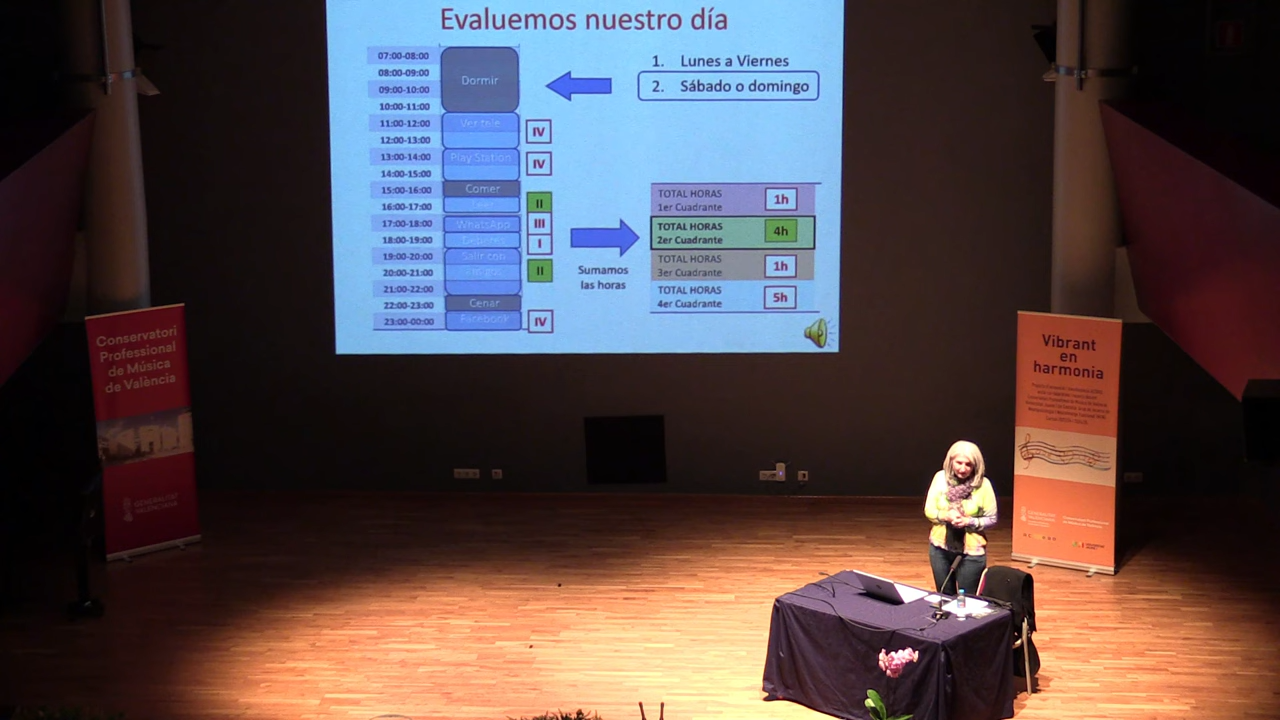 Evaluemos nuestro día
07:00-08:00
08:00-09:00
09:00-10:00
10:00-11:00
11:00-12:00
12:00-13:00
13:00-14:00
14:00-15:00
15:00-16:00
16:00-17:00
17:00-18:00
18:00-19:00
19:00-20:00
20:00-21:00
21:00-22:00
22:00-23:00
23:00-00:00
Dormir
Ver tele
Play Station
Comer
Leer
WhatsApp
Deberes
Salir con
Cenar
Facebook
IV
IV
II
III
I
II
IV
1. Lunes a Viernes
2. Sábado o domingo
Sumamos
las horas
TOTAL HORAS
1er Cuadrante
1h
TOTAL HORAS
2er Cuadrante
4h
TOTAL HORAS
3er Cuadrante
1h
TOTAL HORAS
4er Cuadrante
5h
Conservatori
Professional
de Música
de València
GENERALITAT
VALENCIANA
Vibrant
en
harmonia